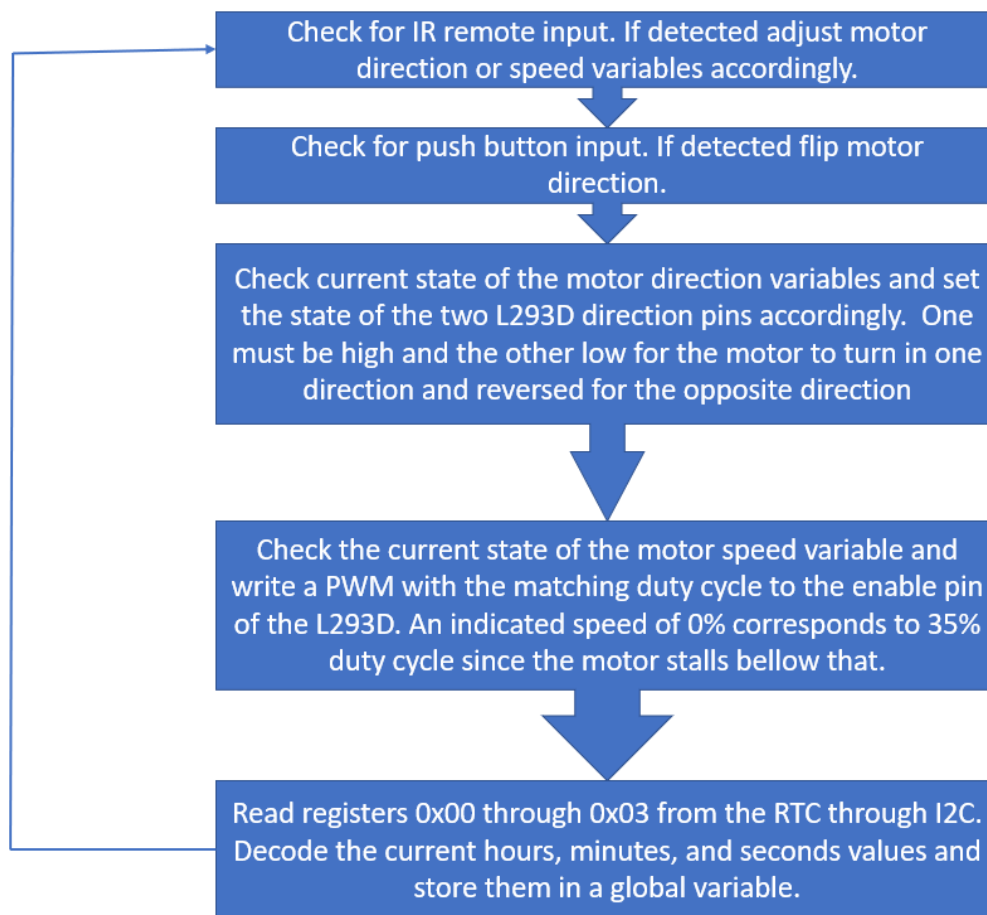 Check for IR remote input. If detected adjust motor
direction or speed variables accordingly.
Check for push button input. If detected flip motor
direction.
Check current state of the motor direction variables and set
the state of the two L293D direction pins accordingly.  One
must be high and the other low for the motor to turn in one
direction and reversed for the opposite direction
Check the current state of the motor speed variable and
write a PWM with the matching duty cycle to the enable pin
of the L293D. An indicated speed of 0% corresponds to 35%
duty cycle since the motor stalls bellow that.
Read registers 0x00 through 0x03 from the RTC through I2C.
Decode the current hours, minutes, and seconds values and
store them in a global variable.